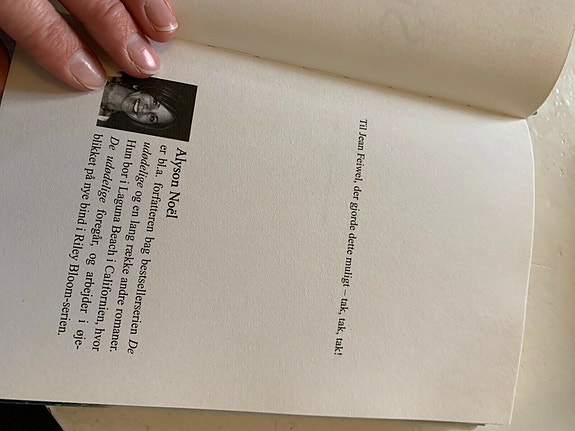 Til Jean Feiwel, der gjorde dette muligt – tak, tak, tak!
Alyson Noël
er bl.a. forfatteren bag bestsellerserien De
udødelige og en lang række andre romaner.
Hun bor i Laguna Beach i Californien, hvor
De udødelige foregår, og arbejder i øje-
blikket på nye bind i Riley Bloom-serien.